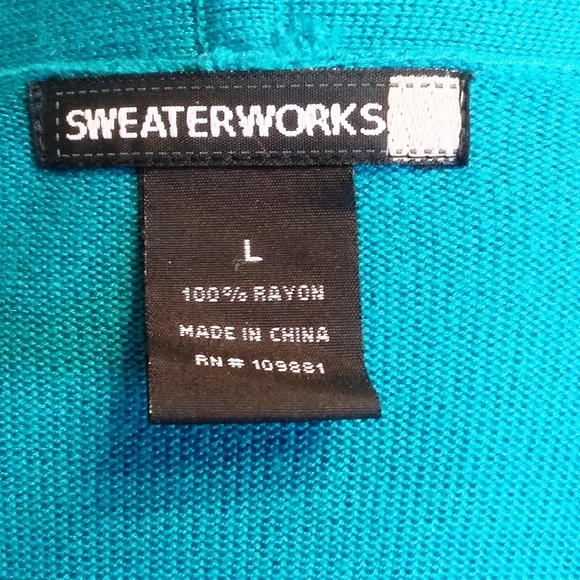 SWEATERWORKS
L
100% RAYON
MADE IN CHINA
RN# 109881